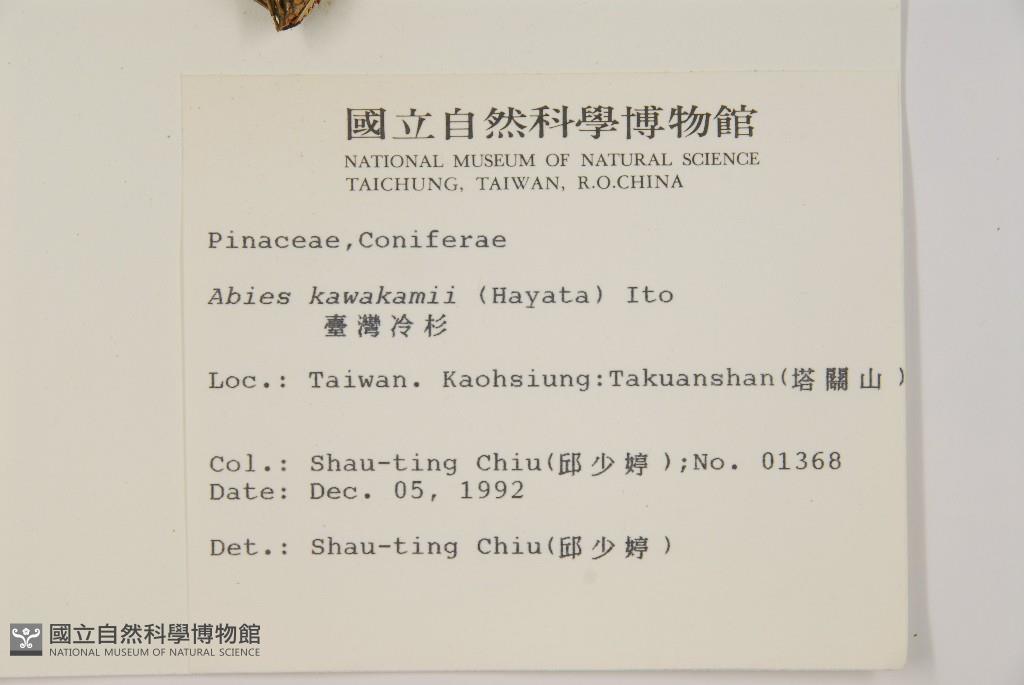 國立自然科學博物館
NATIONAL MUSEUM OF NATURAL SCIENCE
TAICHUNG, TAIWAN, R.O.CHINA
Pinaceae,Coniferae
Abies kawakamii (Hayata) Ito
臺灣冷杉
Loc.: Taiwan. Kaohsiung:Takuanshan(塔關山)
Col.: Shau-ting Chiu(邱少婷);No. 01368
Date: Dec. 05, 1992
Det.: Shau-ting Chiu(邱少婷)
國立自然科學博物館
NATIONAL MUSEUM OF NATURAL SCIENCE